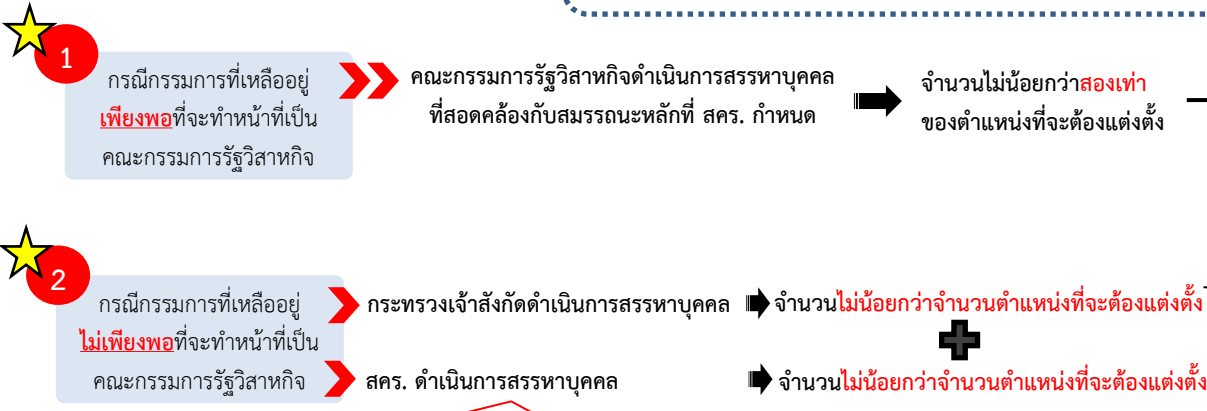 1
กรณีกรรมการที่เหลืออยู่
เพียงพอที่จะทำหน้าที่เป็น
คณะกรรมการรัฐวิสาหกิจ
คณะกรรมการรัฐวิสาหกิจดำเนินการสรรหาบุคคล
ที่สอดคล้องกับสมรรถนะหลักที่ สคร. กำหนด
จำนวนไม่น้อยกว่าสองเท่า
ของตำแหน่งที่จะต้องแต่งตั้ง
2
กรณีกรรมการที่เหลืออยู่
ไม่เพียงพอที่จะทำหน้าที่เป็น
คณะกรรมการรัฐวิสาหกิจ
กระทรวงเจ้าสังกัดดำเนินการสรรหาบุคคล
จำนวนไม่น้อยกว่าจำนวนตำแหน่งที่จะต้องแต่งตั้ง
สคร. ดำเนินการสรรหาบุคคล
จำนวนไม่น้อยกว่าจำนวนตำแหน่งที่จะต้องแต่งตั้ง